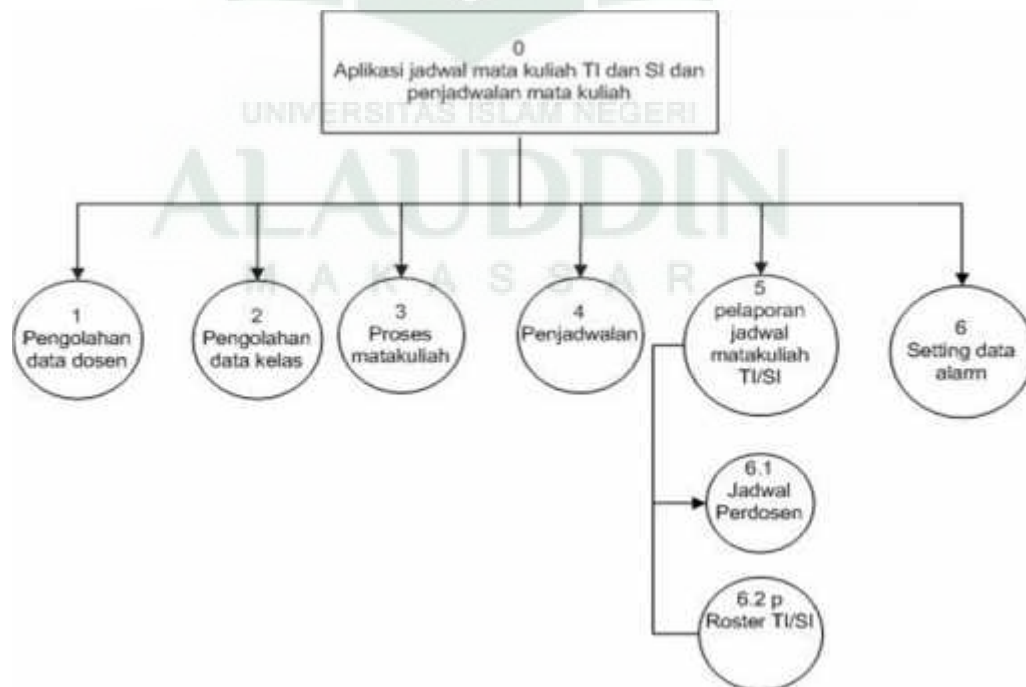 0
Aplikasi jadwal mata kuliah TI dan SI dan
penjadwalan mata kuliah
UNIVERSITAS ISLAM NEGERI
ALAUDDIN
MAKASSAR
1
Pengolahan
data dosen
2
Pengolahan
data kelas
3
Proses
matakuliah
4
Penjadwalan
5
pelaporan
jadwal
matakuliah
TI/SI
6
Setting data
alarm
6.1
Jadwal
Perdosen
6.2 p
Roster TI/SI